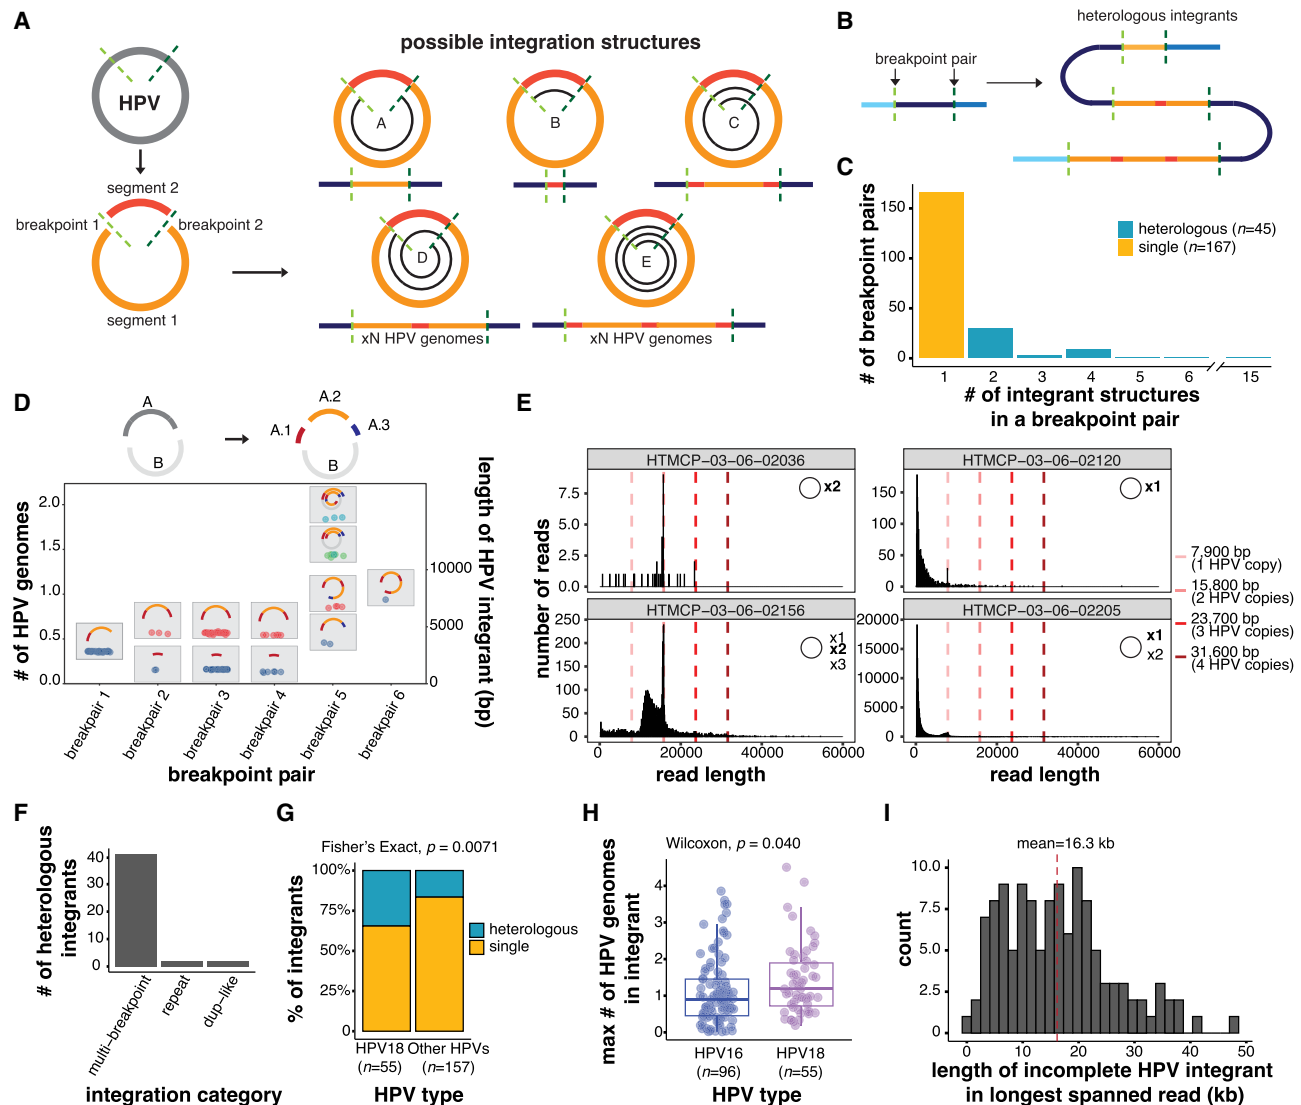 A
possible integration structures
HPV
segment 2
breakpoint 1
breakpoint 2
segment 1
A
B
C
D
E
xN HPV genomes
xN HPV genomes
B
heterologous integrants
breakpoint pair
C
# of breakpoint pairs
150
100
50
0
heterologous (n=45)
single (n=167)
1
2
3
4
5
6
15
# of integrant structures
in a breakpoint pair
D
A
B
A.1
A.2
A.3
B
# of HPV genomes
2.0
1.5
1.0
0.5
0.0
length of HPV integrant (bp)
10000
5000
0
breakpair 1
breakpair 2
breakpair 3
breakpair 4
breakpair 5
breakpair 6
breakpoint pair
E
number of reads
HTMCP−03−06−02036
x2
7.5
5.0
2.5
0.0
HTMCP−03−06−02120
x1
150
100
50
0
HTMCP−03−06−02156
x1
x2
x3
250
200
150
100
50
0
0
20000
40000
60000
read length
HTMCP−03−06−02205
x1
x2
20000
15000
10000
5000
0
0
20000
40000
60000
read length
7,900 bp
(1 HPV copy)
15,800 bp
(2 HPV copies)
23,700 bp
(3 HPV copies)
31,600 bp
(4 HPV copies)
F
# of heterologous
integrants
40
30
20
10
0
multi−breakpoint
repeat
dup−like
integration category
G
Fisher's Exact, p = 0.0071
% of integrants
100%
75%
50%
25%
0
heterologous
single
HPV18
(n=55)
Other HPVs
(n=157)
HPV type
H
Wilcoxon, p = 0.040
max # of HPV genomes
in integrant
4
3
2
1
0
HPV16
(n=96)
HPV18
(n=55)
HPV type
I
mean=16.3 kb
count
10.0
7.5
5.0
2.5
0.0
0
10
20
30
40
50
length of incomplete HPV integrant
in longest spanned read (kb)